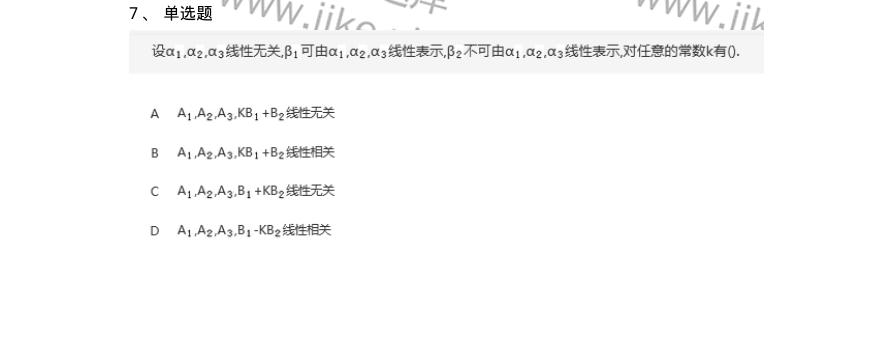 7 、 单选题
设α₁,α₂,α₃线性无关,β₁可由α₁,α₂,α₃线性表示,β₂不可由α₁,α₂,α₃线性表示,对任意的常数k有().
A A₁,A₂,A₃,KB₁+B₂线性无关
B A₁,A₂,A₃,KB₁+B₂线性相关
C A₁,A₂,A₃,B₁+KB₂线性无关
D A₁,A₂,A₃,B₁-KB₂线性相关